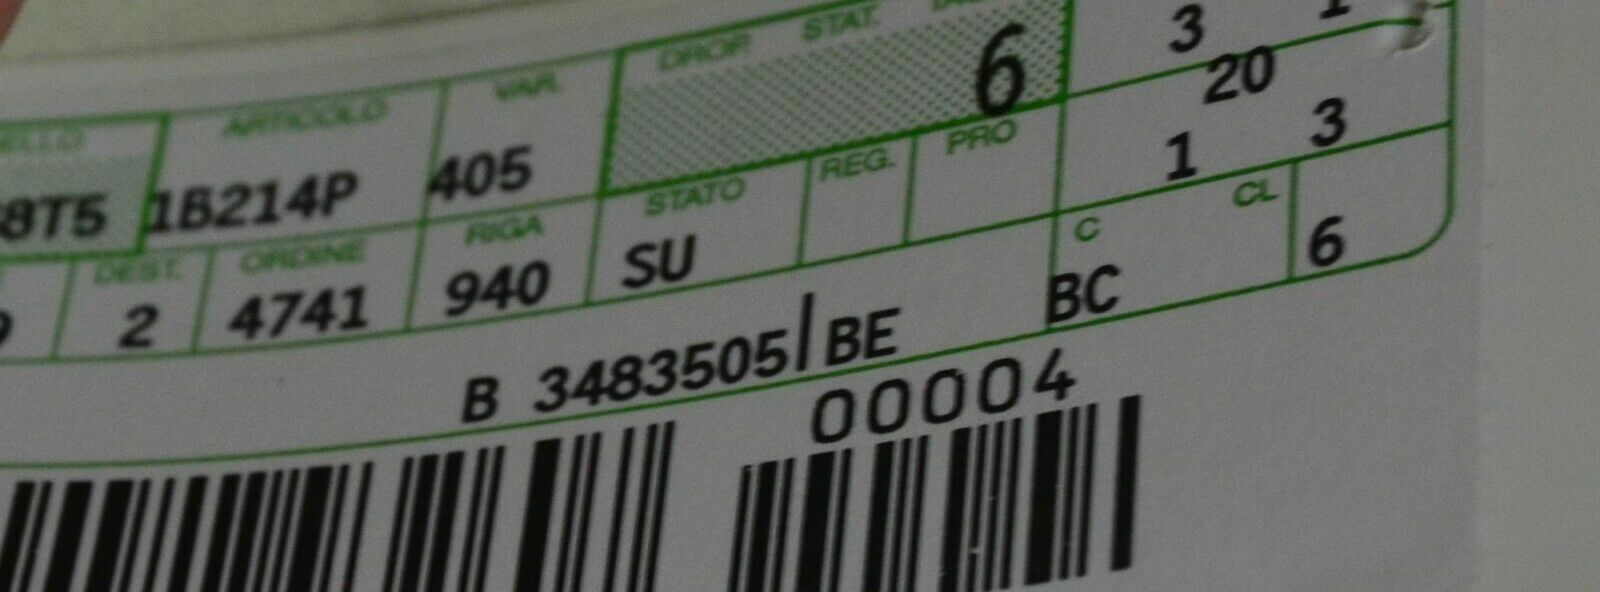 DROP. STAT. 6 3 1
VAR. 20
ARTICOLO 405 PRO 1 3
8T5 1B214P STATO REG. C CL
DEST. ORDINE RIGA SU BC 6
2 4741 940
B 3483505 BE
00004